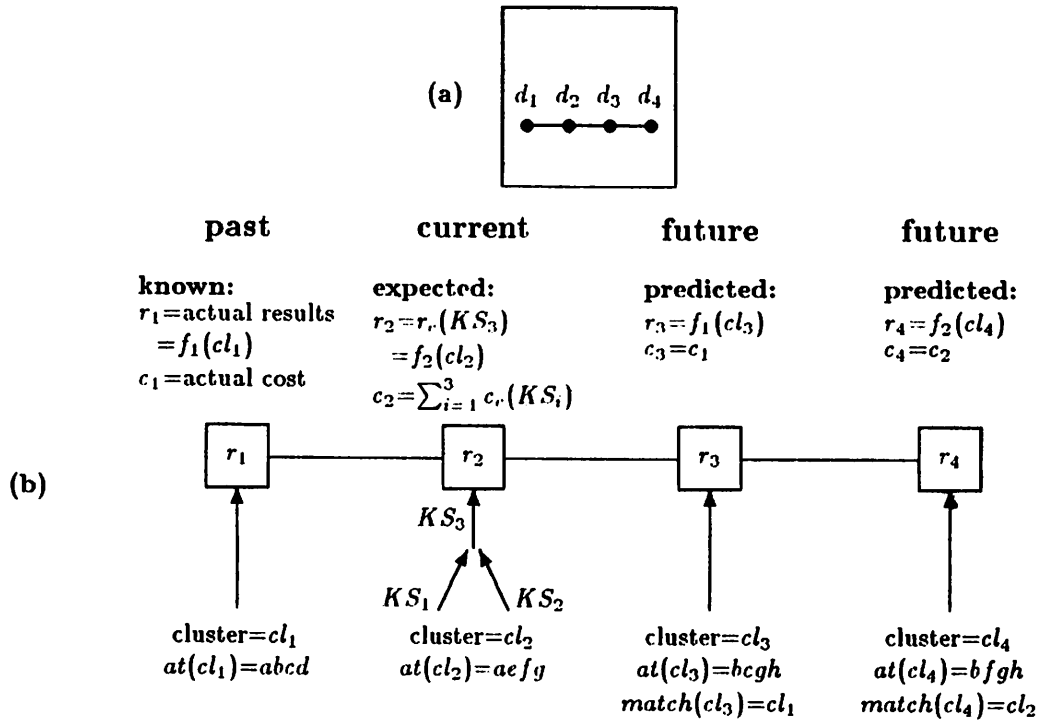 (a)
d₁ d₂ d₃ d₄
past current future future
known:
r₁=actual results
=f₁(cl₁)
c₁=actual cost
expected:
r₂=rₑ(KS₃)
=f₂(cl₂)
c₂=∑³ᵢ₌₁ cₑ(KSᵢ)
predicted:
r₃=f₁(cl₃)
c₃=c₁
predicted:
r₄=f₂(cl₄)
c₄=c₂
(b)
r₁ r₂ r₃ r₄
KS₃
KS₁ KS₂
cluster=cl₁
at(cl₁)=abcd
cluster=cl₂
at(cl₂)=aefg
cluster=cl₃
at(cl₃)=bcgh
match(cl₃)=cl₁
cluster=cl₄
at(cl₄)=bfgh
match(cl₄)=cl₂